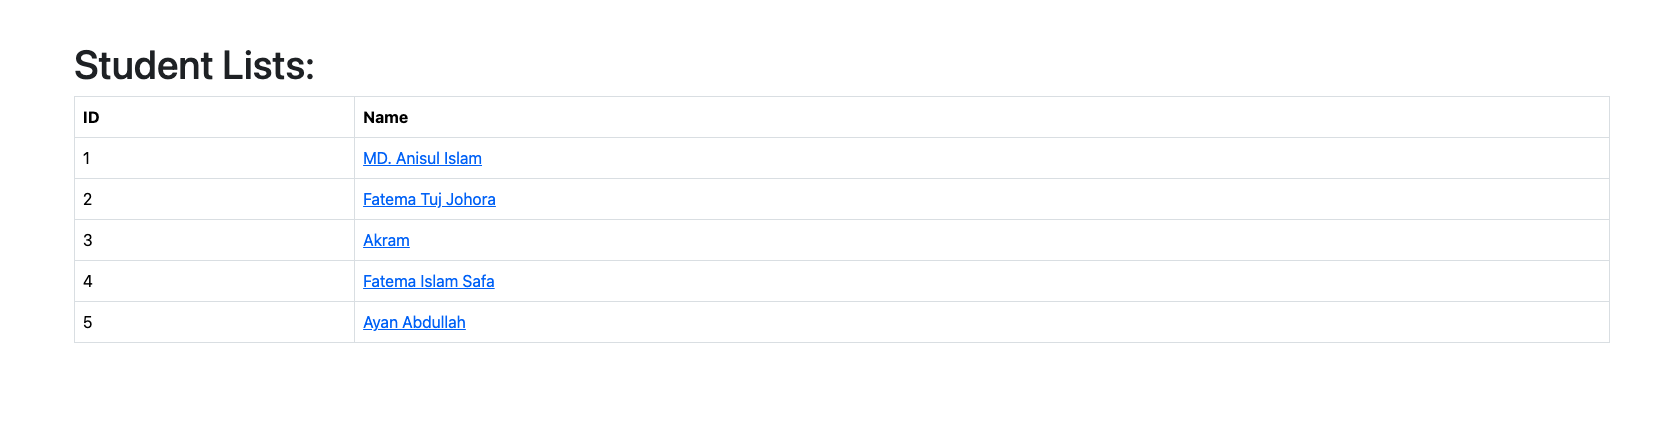 Student Lists:
ID Name
1 MD. Anisul Islam
2 Fatema Tuj Johora
3 Akram
4 Fatema Islam Safa
5 Ayan Abdullah